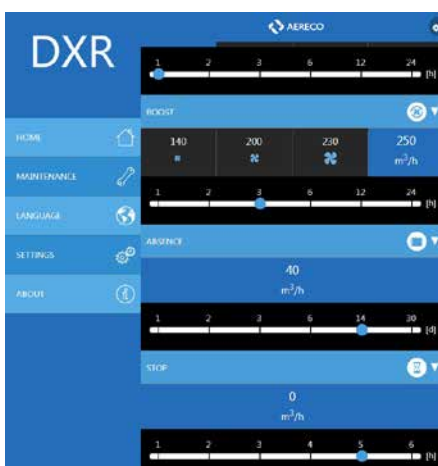 DXR
AERECO
1 2 3 6 12 24
[h]
BOOST
HOME
140 200 230 250
m³/h
MAINTENANCE
1 2 3 6 12 24
[h]
LANGUAGE
ABSENCE
SETTINGS
40
m³/h
ABOUT
1 2 3 6 14 30
[d]
STOP
0
m³/h
1 2 3 4 5 6
[h]